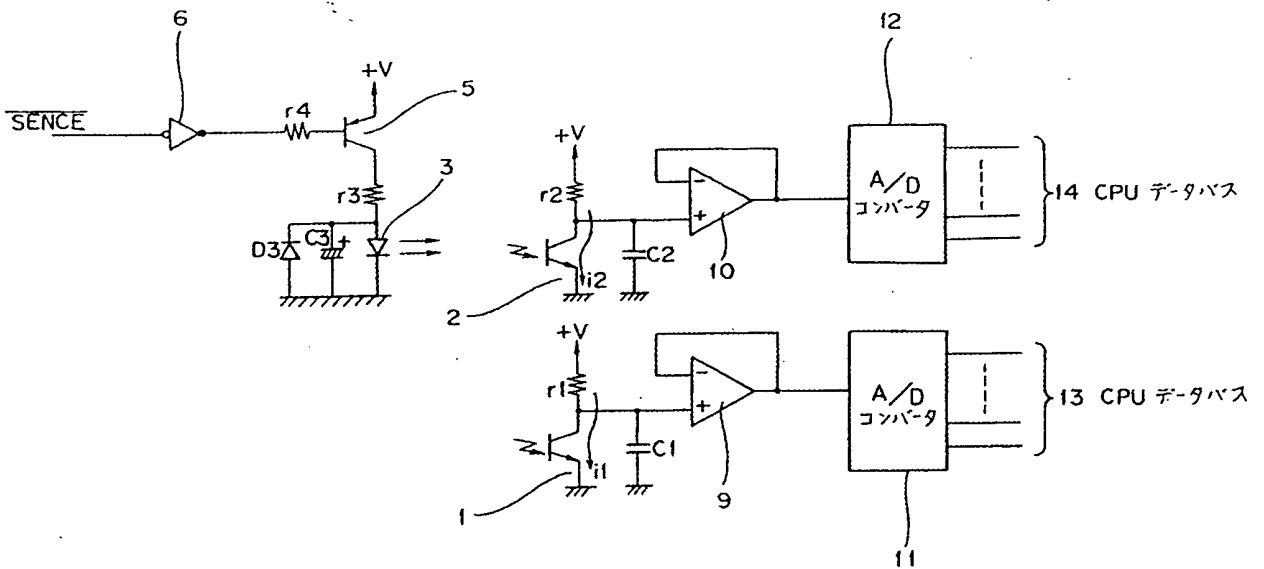 6
12
+V
5
SENCE
r4
3
r3
D3
C3
+
+V
r2
-
+
10
C2
i2
2
A/D
コンバータ
14 CPU データバス
+V
r1
-
+
9
C1
i1
1
A/D
コンバータ
13 CPU データバス
11